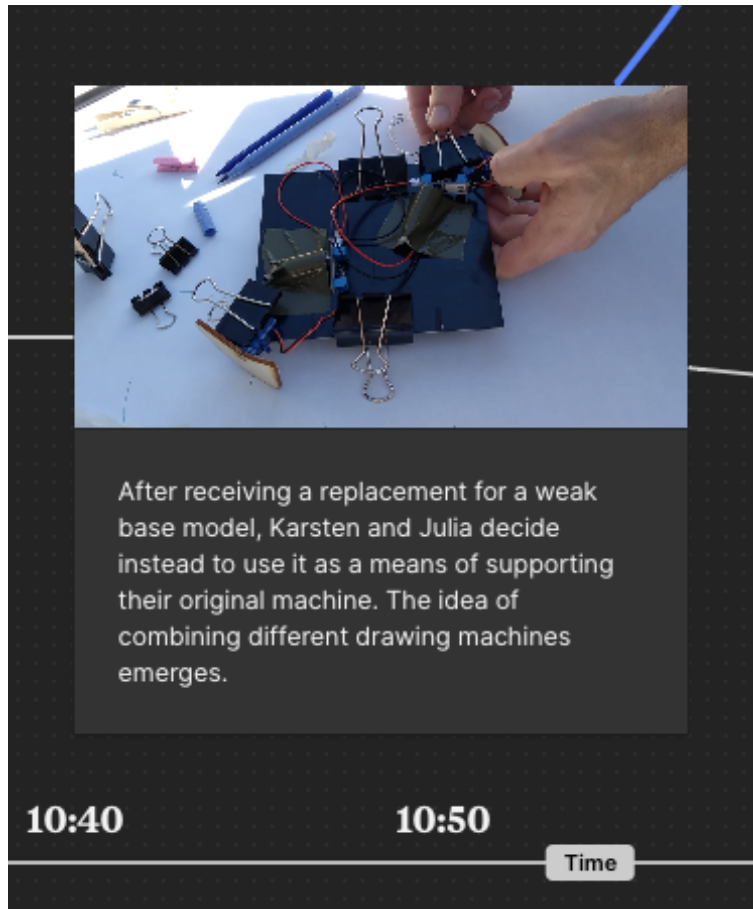 After receiving a replacement for a weak
base model, Karsten and Julia decide
instead to use it as a means of supporting
their original machine. The idea of
combining different drawing machines
emerges.
10:40
10:50
Time